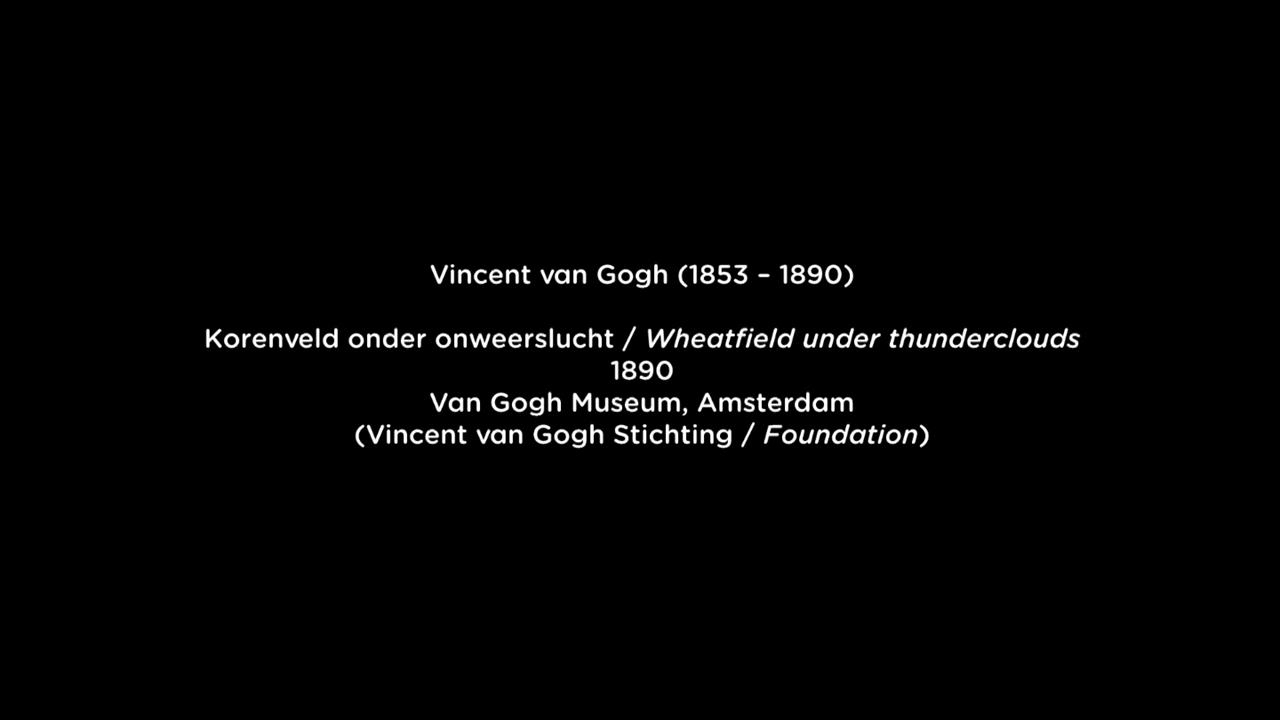 Vincent van Gogh (1853 – 1890)
Korenveld onder onweerslucht / Wheatfield under thunderclouds
1890
Van Gogh Museum, Amsterdam
(Vincent van Gogh Stichting / Foundation)